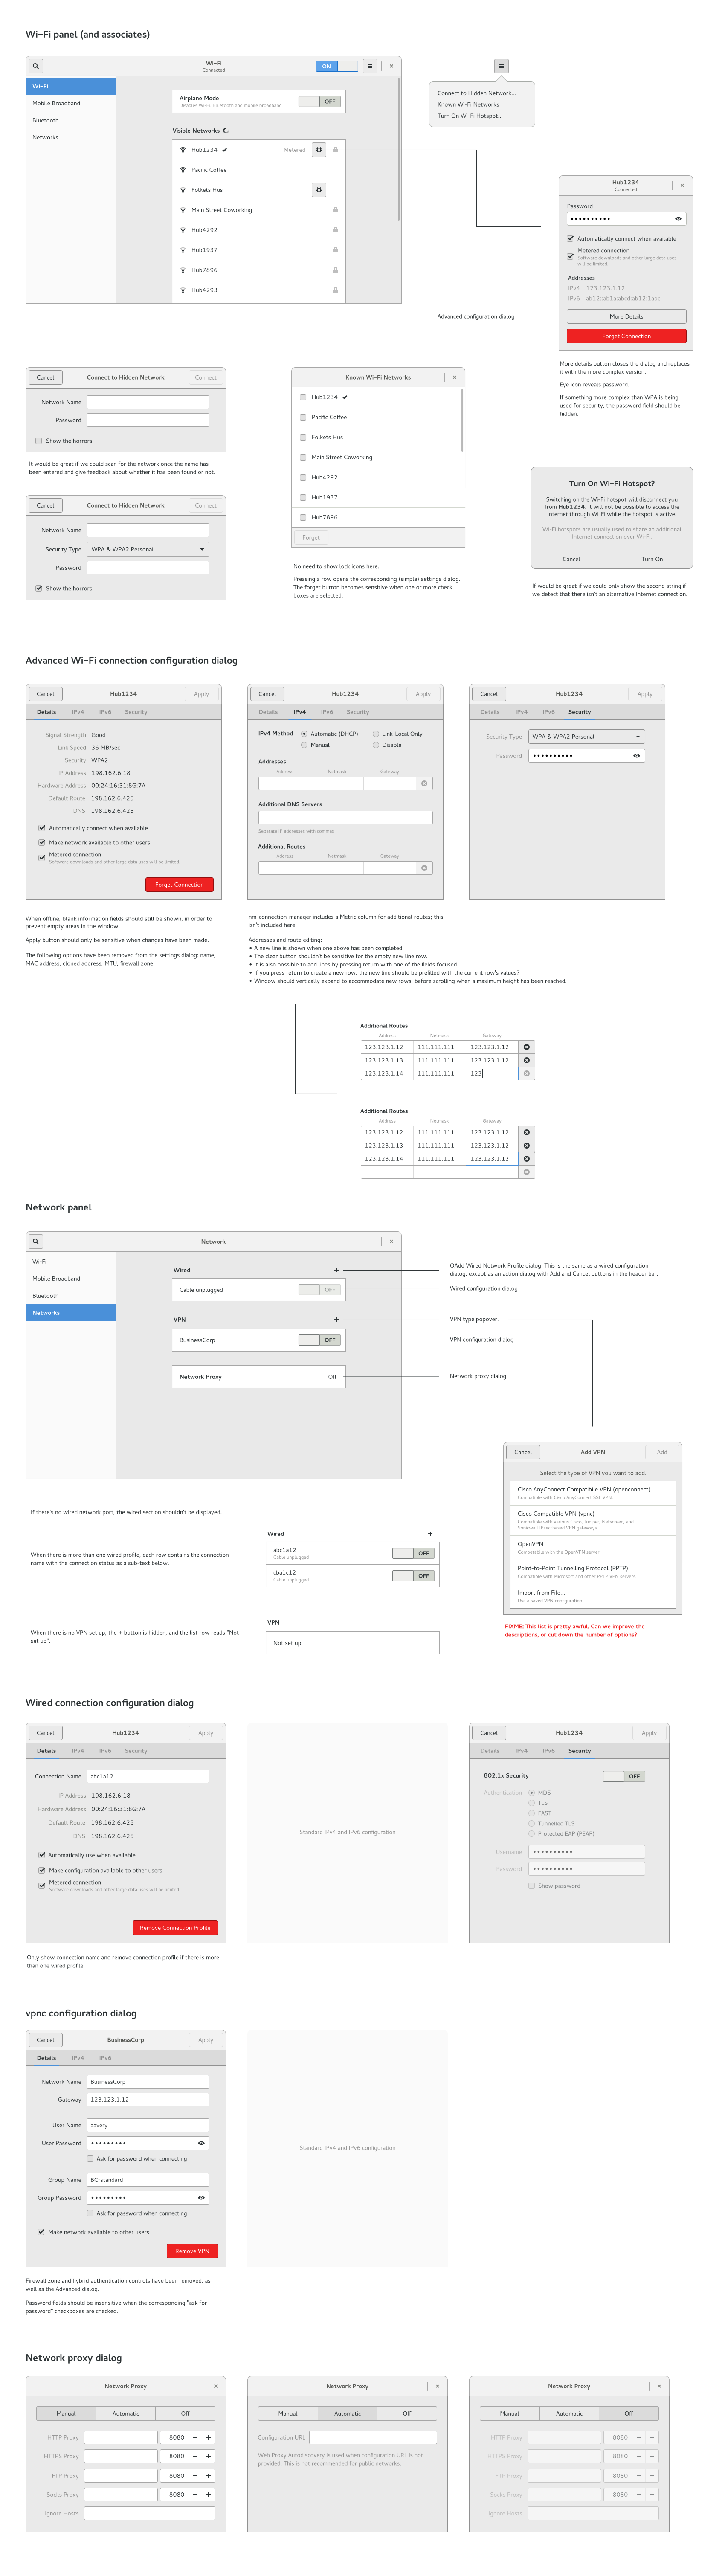 Wi-Fi panel (and associates)
Wi-Fi
Connected
ON
Wi-Fi
Mobile Broadband
Bluetooth
Networks
Airplane Mode
Disables Wi-Fi, Bluetooth and mobile broadband
OFF
Visible Networks
Hub1234
Metered
Pacific Coffee
Folkets Hus
Main Street Coworking
Hub4292
Hub1937
Hub7896
Hub4293
Connect to Hidden Network...
Known Wi-Fi Networks
Turn On Wi-Fi Hotspot...
Hub1234
Connected
Password
Automatically connect when available
Metered connection
Software downloads and other large data uses
will be limited.
Addresses
IPv4 123.123.1.12
IPv6 ab12::ab1a:abcd:ab12:1abc
Advanced configuration dialog
More Details
Forget Connection
More details button closes the dialog and replaces
it with the more complex version.
Eye icon reveals password.
If something more complex than WPA is being
used for security, the password field should be
hidden.
Cancel
Connect to Hidden Network
Connect
Network Name
Password
Show the horrors
It would be great if we could scan for the network once the name has
been entered and give feedback about whether it has been found or not.
Cancel
Connect to Hidden Network
Connect
Network Name
Security Type
WPA & WPA2 Personal
Password
Show the horrors
Known Wi-Fi Networks
Hub1234
Pacific Coffee
Folkets Hus
Main Street Coworking
Hub4292
Hub1937
Hub7896
Forget
No need to show lock icons here.
Pressing a row opens the corresponding (simple) settings dialog.
The forget button becomes sensitive when one or more check
boxes are selected.
Turn On Wi-Fi Hotspot?
Switching on the Wi-Fi hotspot will disconnect you
from Hub1234. It will not be possible to access the
Internet through Wi-Fi while the hotspot is active.
Wi-Fi hotspots are usually used to share an additional
Internet connection over Wi-Fi.
Cancel
Turn On
If would be great if we could only show the second string if
we detect that there isn't an alternative Internet connection.
Advanced Wi-Fi connection configuration dialog
Cancel
Hub1234
Apply
Details IPv4 IPv6 Security
Signal Strength Good
Link Speed 36 MB/sec
Security WPA2
IP Address 198.162.6.18
Hardware Address 00:24:16:31:8G:7A
Default Route 198.162.6.425
DNS 198.162.6.425
Automatically connect when available
Make network available to other users
Metered connection
Software downloads and other large data uses will be limited.
Forget Connection
When offline, blank information fields should still be shown, in order to
prevent empty areas in the window.
Apply button should only be sensitive when changes have been made.
The following options have been removed from the settings dialog: name,
MAC address, cloned address, MTU, firewall zone.
Cancel
Hub1234
Apply
Details IPv4 IPv6 Security
IPv4 Method Automatic (DHCP) Link-Local Only
Manual Disable
Addresses
Address Netmask Gateway
Additional DNS Servers
Separate IP addresses with commas
Additional Routes
Address Netmask Gateway
nm-connection-manager includes a Metric column for additional routes; this
isn't included here.
Addresses and route editing:
• A new line is shown when one above has been completed.
• The clear button shouldn't be sensitive for the empty new line row.
• It is also possible to add lines by pressing return with one of the fields focused.
• If you press return to create a new row, the new line should be prefilled with the current row's values?
• Window should vertically expand to accommodate new rows, before scrolling when a maximum height has been reached.
Cancel
Hub1234
Apply
Details IPv4 IPv6 Security
Security Type WPA & WPA2 Personal
Password
Additional Routes
Address Netmask Gateway
123.123.1.12 111.111.111 123.123.1.12
123.123.1.13 111.111.111 123.123.1.12
123.123.1.14 111.111.111 123
Additional Routes
Address Netmask Gateway
123.123.1.12 111.111.111 123.123.1.12
123.123.1.13 111.111.111 123.123.1.12
123.123.1.14 111.111.111 123.123.1.12
Network panel
Network
Wi-Fi
Mobile Broadband
Bluetooth
Networks
Wired +
Cable unplugged OFF
VPN +
BusinessCorp OFF
Network Proxy Off
OAdd Wired Network Profile dialog. This is the same as a wired configuration
dialog, except as an action dialog with Add and Cancel buttons in the header bar.
Wired configuration dialog
VPN type popover.
VPN configuration dialog
Network proxy dialog
If there's no wired network port, the wired section shouldn't be displayed.
When there is more than one wired profile, each row contains the connection
name with the connection status as a sub-text below.
Wired +
abc1a12
Cable unplugged
OFF
cba1c12
Cable unplugged
OFF
When there is no VPN set up, the + button is hidden, and the list row reads "Not
set up".
VPN
Not set up
Cancel
Add VPN
Add
Select the type of VPN you want to add.
Cisco AnyConnect Compatibile VPN (openconnect)
Compatible with Cisco AnyConnect SSL VPN.
Cisco Compatible VPN (vpnc)
Compatible with various Cisco, Juniper, Netscreen, and
Sonicwall IPsec-based VPN gateways.
OpenVPN
Compatable with the OpenVPN server.
Point-to-Point Tunnelling Protocol (PPTP)
Compatible with Microsoft and other PPTP VPN servers.
Import from File...
Use a saved VPN configuration.
FIXME: This list is pretty awful. Can we improve the
descriptions, or cut down the number of options?
Wired connection configuration dialog
Cancel
Hub1234
Apply
Details IPv4 IPv6 Security
Connection Name abc1a12
IP Address 198.162.6.18
Hardware Address 00:24:16:31:8G:7A
Default Route 198.162.6.425
DNS 198.162.6.425
Automatically use when available
Make configuration available to other users
Metered connection
Software downloads and other large data uses will be limited.
Remove Connection Profile
Only show connection name and remove connection profile if there is more
than one wired profile.
Standard IPv4 and IPv6 configuration
Cancel
Hub1234
Apply
Details IPv4 IPv6 Security
802.1x Security OFF
Authentication MD5
TLS
FAST
Tunnelled TLS
Protected EAP (PEAP)
Username
Password
Show password
vpnc configuration dialog
Cancel
BusinessCorp
Apply
Details IPv4 IPv6
Network Name BusinessCorp
Gateway 123.123.1.12
User Name aavery
User Password
Ask for password when connecting
Group Name BC-standard
Group Password
Ask for password when connecting
Make network available to other users
Remove VPN
Standard IPv4 and IPv6 configuration
Firewall zone and hybrid authentication controls have been removed, as
well as the Advanced dialog.
Password fields should be insensitive when the corresponding "ask for
password" checkboxes are checked.
Network proxy dialog
Network Proxy
Manual Automatic Off
HTTP Proxy 8080 − +
HTTPS Proxy 8080 − +
FTP Proxy 8080 − +
Socks Proxy 8080 − +
Ignore Hosts
Network Proxy
Manual Automatic Off
Configuration URL
Web Proxy Autodiscovery is used when configuration URL is not
provided. This is not recommended for public networks.
Network Proxy
Manual Automatic Off
HTTP Proxy 8080 − +
HTTPS Proxy 8080 − +
FTP Proxy 8080 − +
Socks Proxy 8080 − +
Ignore Hosts